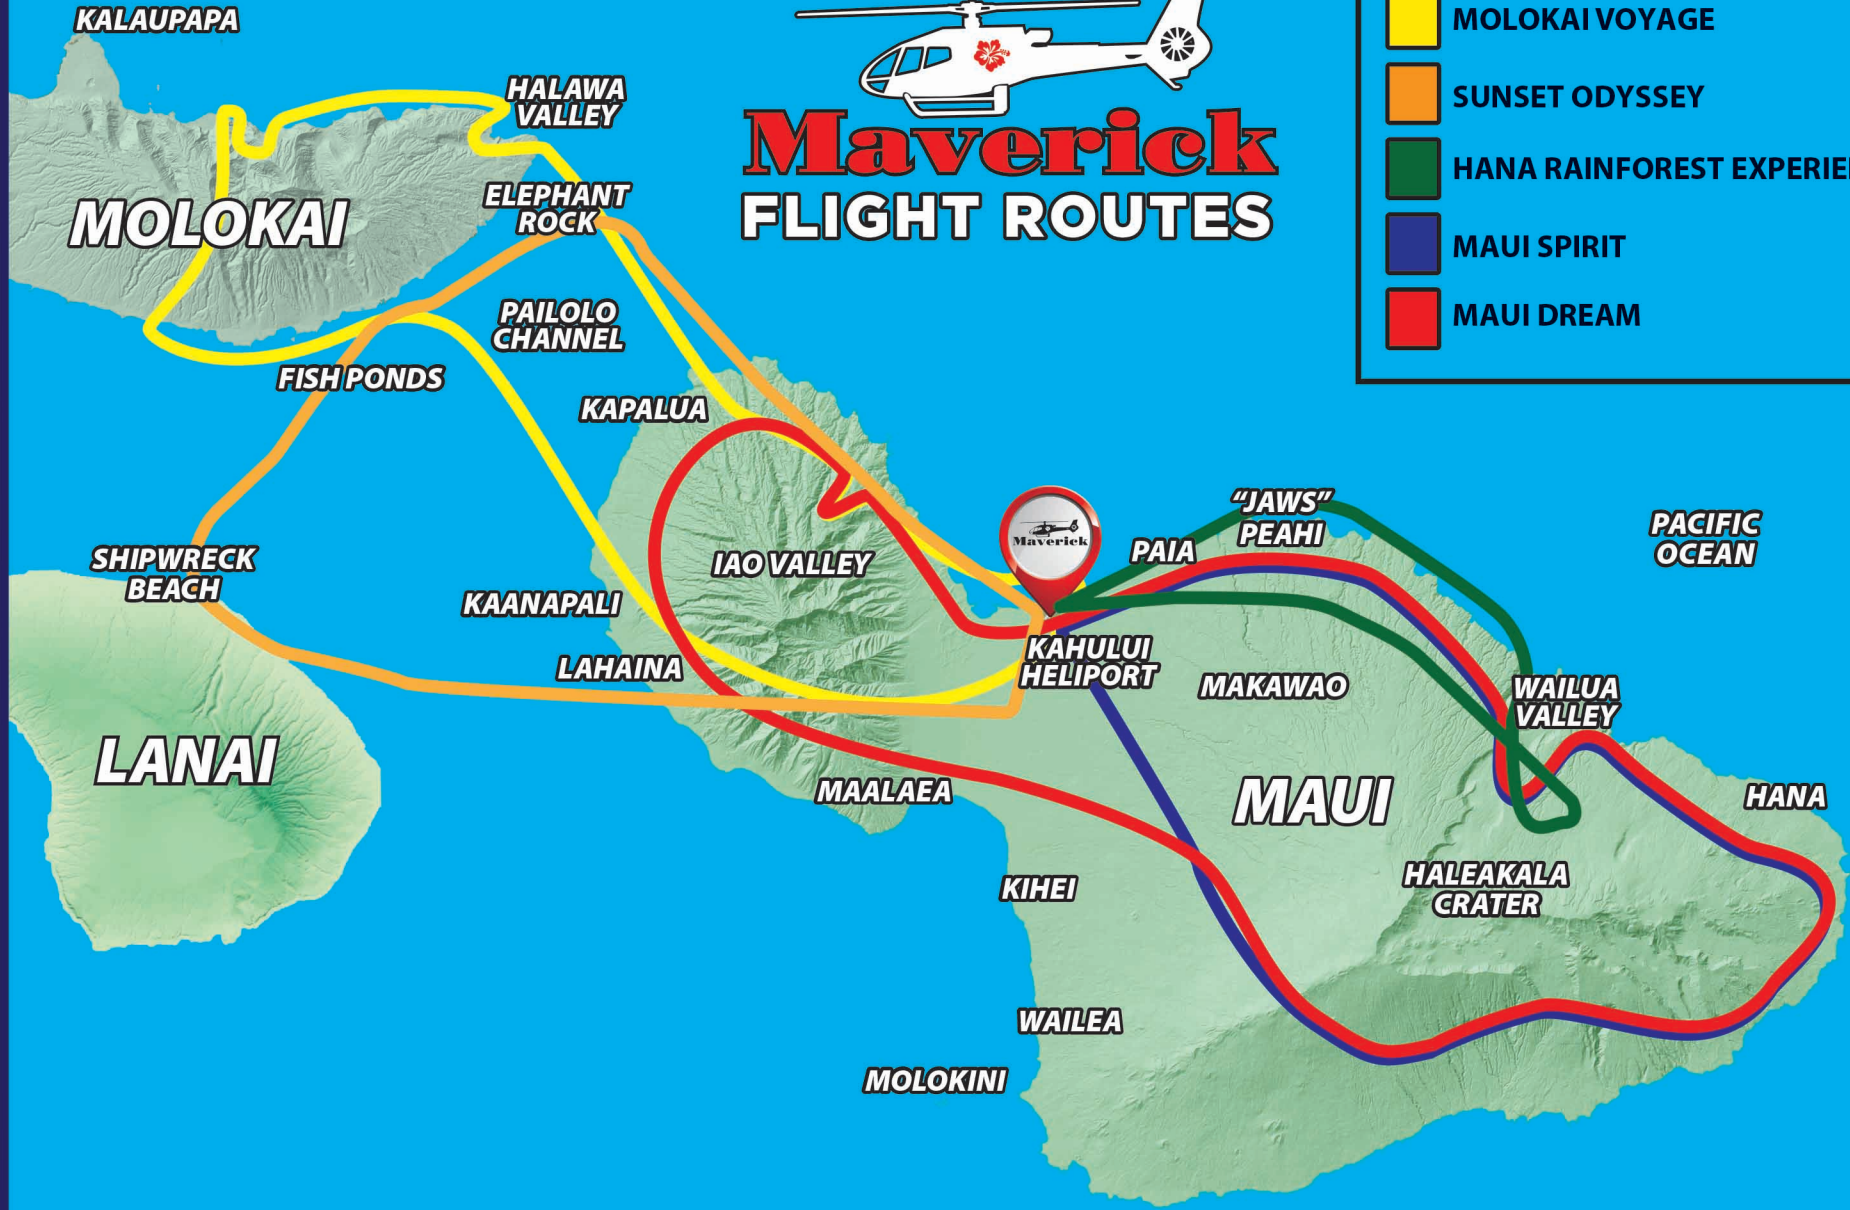 KALAUPAPA
HALAWA
VALLEY
MOLOKAI
ELEPHANT
ROCK
PAILOLO
CHANNEL
FISH PONDS
Maverick
FLIGHT ROUTES
MOLOKAI VOYAGE
SUNSET ODYSSEY
HANA RAINFOREST
MAUI SPIRIT
MAUI DREAM
KAPALUA
IAO VALLEY
Maverick
PAIA
"JAWS"
PEAHI
PACIFIC
OCEAN
SHIPWRECK
BEACH
KAANAPALI
LAHAINA
KAHULUI
HELIPORT
MAKAWAO
WAILUA
VALLEY
LANAI
MAALAEA
MAUI
HANA
KIHEI
HALEAKALA
CRATER
WAILEA
MOLOKINI